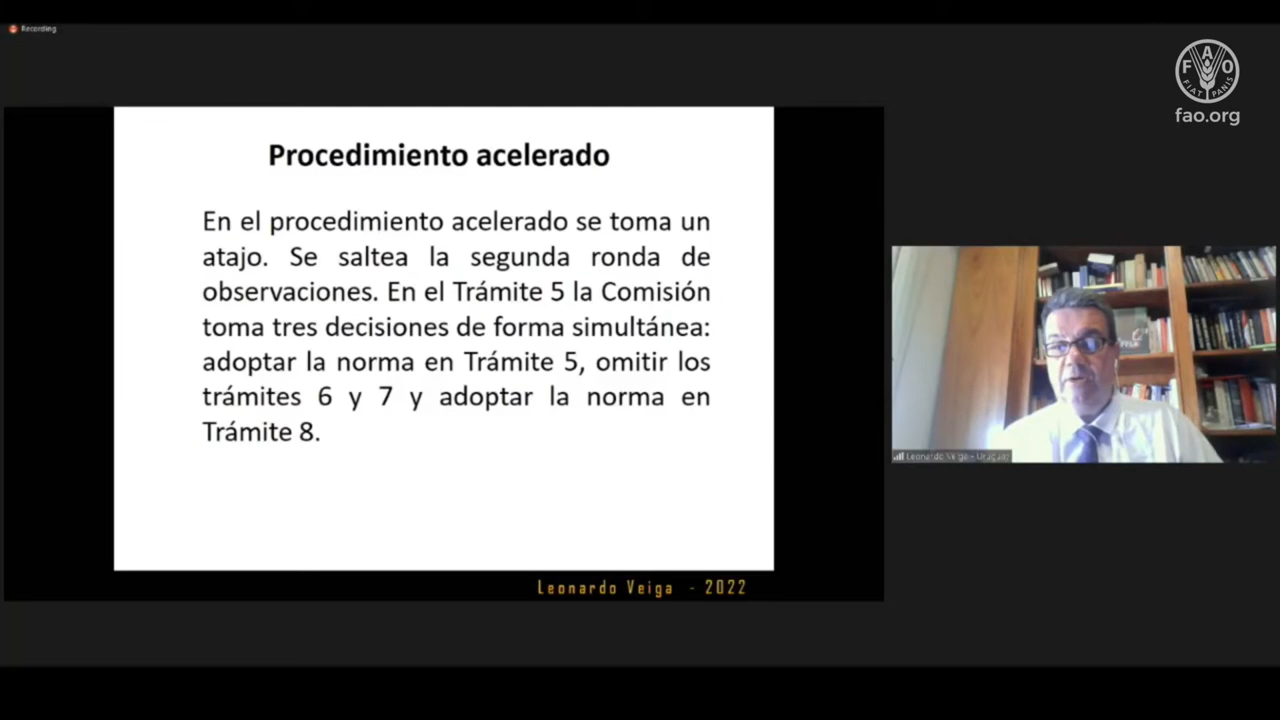 Recording
FAO
FIAT PANIS
fao.org
Procedimiento acelerado
En el procedimiento acelerado se toma un
atajo. Se saltea la segunda ronda de
observaciones. En el Trámite 5 la Comisión
toma tres decisiones de forma simultánea:
adoptar la norma en Trámite 5, omitir los
trámites 6 y 7 y adoptar la norma en
Trámite 8.
Leonardo Veiga - Uruguay
Leonardo Veiga - 2022